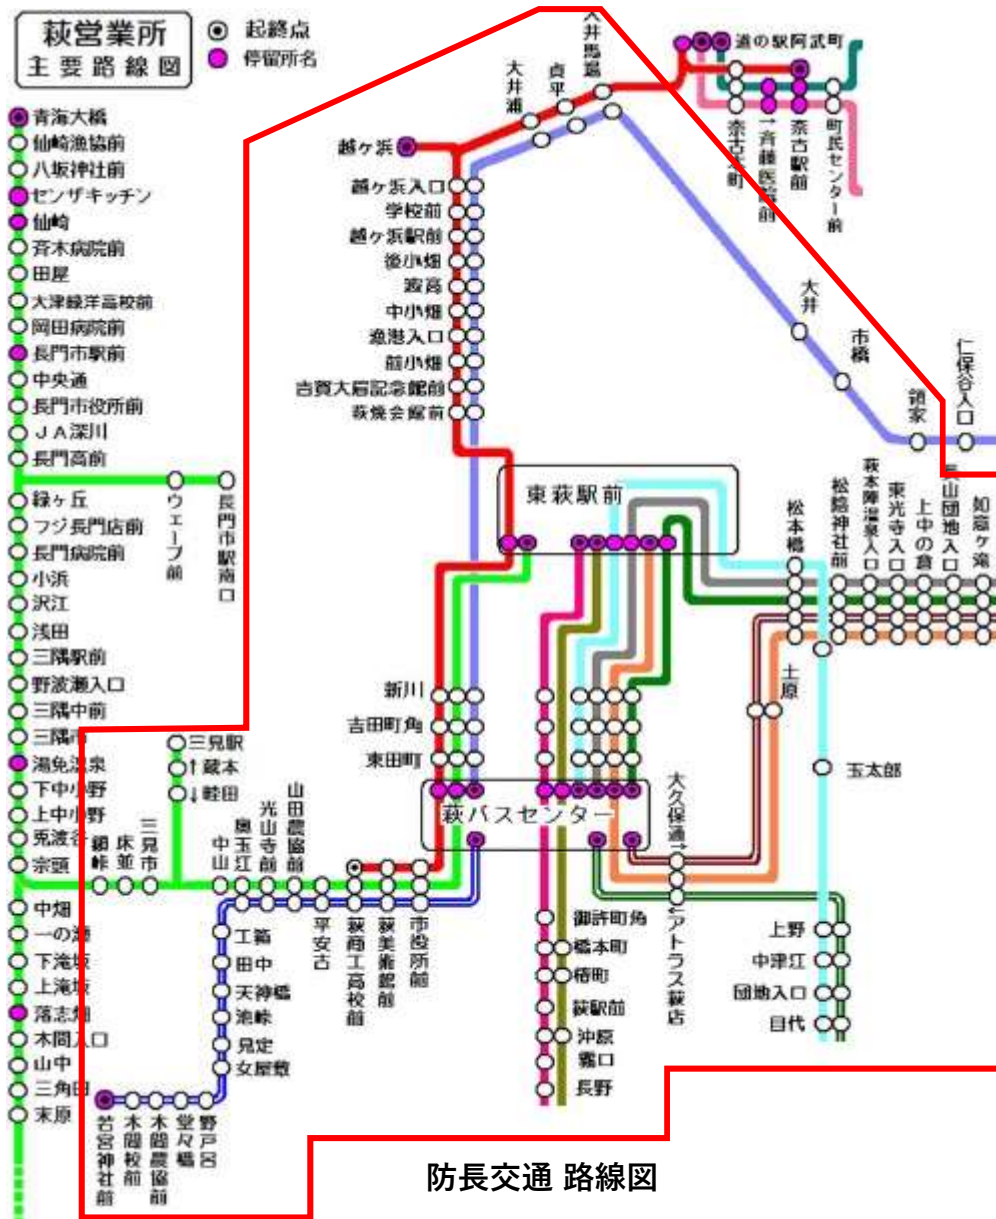 萩営業所
主要路線図
起終点
停留所名
青海大橋
仙崎漁協前
八坂神社前
センザキッチン
仙崎
斉木病院前
田屋
大津緑洋高校前
岡田病院前
長門市駅前
中央通
長門市役所前
JA深川
長門高前
緑ヶ丘
フジ長門店前
長門病院前
小浜
沢江
浅田
三隅駅前
野波瀬入口
三隅中前
三隅市
湯免温泉
下中小野
上中小野
兎渡谷
宗頭
中畑
一の瀬
下滝坂
上滝坂
落志畑
木間入口
山中
三角田
末原
ウェーブ前
長門市駅南口
鎖峠
床並
三見市
三見駅
↑蔵本
↓畦田
中山
奥玉江
光山寺前
山田農協前
平安古
萩商工高校前
萩美術館前
市役所前
工箱
田中
天神橋
池峠
見定
女屋敷
野戸呂
堂々橋
木間農協前
木間校前
若宮神社前
越ヶ浜
大井浦
貞平
大井馬場
道の駅阿武町
奈古本町
→斉藤医院前
奈古駅前
町民センター前
越ヶ浜入口
学校前
越ヶ浜駅前
後小畑
波高
中小畑
漁港入口
前小畑
吉賀大眉記念館前
萩焼会館前
大井
市橋
領家
仁保谷入口
東萩駅前
新川
吉田町角
東田町
萩バスセンター
松本橋
松陰神社前
萩本陣温泉入口
東光寺入口
上中の倉
長山団地入口
如意ヶ滝
土原
玉太郎
大久保通→
←アトラス萩店
御許町角
橋本町
椿町
萩駅前
沖原
霧口
長野
上野
中津江
団地入口
目代
防長交通 路線図